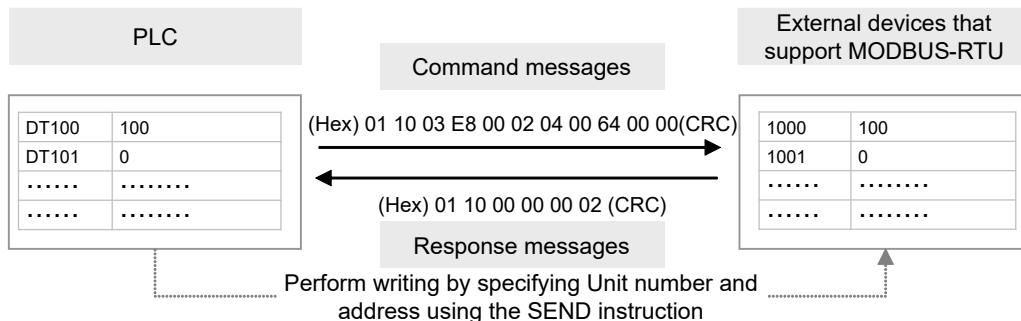 PLC
External devices that
support MODBUS-RTU
Command messages
(Hex) 01 10 03 E8 00 02 04 00 64 00 00(CRC)
DT100 100
DT101 0
...... ........
...... ........
1000 100
1001 0
...... ........
...... ........
(Hex) 01 10 00 00 00 02 (CRC)
Response messages
Perform writing by specifying Unit number and
address using the SEND instruction